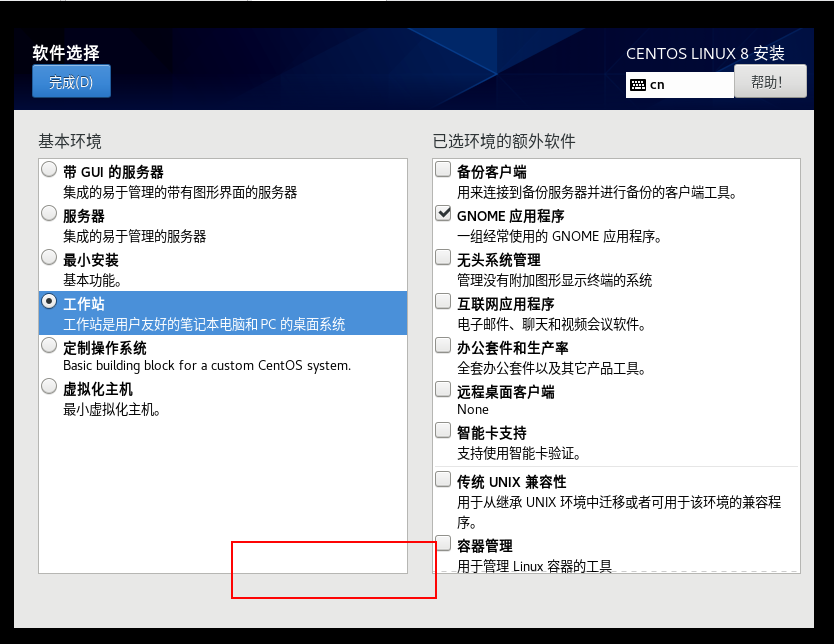 软件选择
完成(D)
CENTOS LINUX 8 安装
cn
帮助!
基本环境
带 GUI 的服务器
集成的易于管理的带有图形界面的服务器
服务器
集成的易于管理的服务器
最小安装
基本功能。
工作站
工作站是用户友好的笔记本电脑和 PC 的桌面系统
定制操作系统
Basic building block for a custom CentOS system.
虚拟化主机
最小虚拟化主机。
已选环境的额外软件
备份客户端
用来连接到备份服务器并进行备份的客户端工具。
GNOME 应用程序
一组经常使用的 GNOME 应用程序。
无头系统管理
管理没有附加图形显示终端的系统
互联网应用程序
电子邮件、聊天和视频会议软件。
办公套件和生产率
全套办公套件以及其它产品工具。
远程桌面客户端
None
智能卡支持
支持使用智能卡验证。
传统 UNIX 兼容性
用于从继承 UNIX 环境中迁移或者可用于该环境的兼容程
序。
容器管理
用于管理 Linux 容器的工具